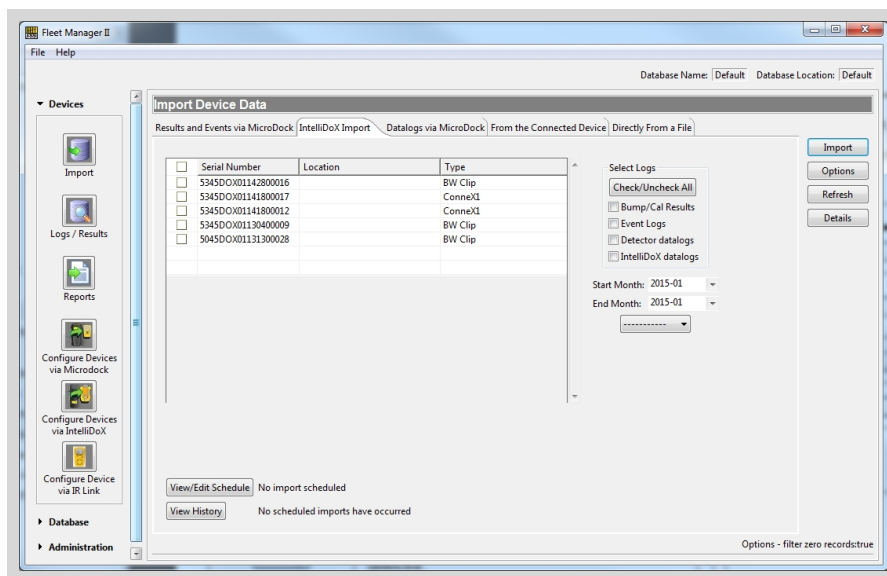 Fleet Manager II
File Help
Database Name: Default Database Location: Default
Devices
Import
Logs / Results
Reports
Configure Devices
via Microdock
Configure Devices
via IntelliDoX
Configure Device
via IR Link
Database
Administration
Import Device Data
Results and Events via MicroDock IntelliDoX Import Datalogs via MicroDock From the Connected Device Directly From a File
Serial Number Location Type
5345DOX01142800016 BW Clip
5345DOX01141800017 ConneX1
5345DOX01141800012 ConneX1
5345DOX01130400009 BW Clip
5045DOX01131300028 BW Clip
Select Logs
Check/Uncheck All
Bump/Cal Results
Event Logs
Detector datalogs
IntelliDoX datalogs
Start Month: 2015-01
End Month: 2015-01
-----------
View/Edit Schedule No import scheduled
View History No scheduled imports have occurred
Import
Options
Refresh
Details
Options - filter zero records:true